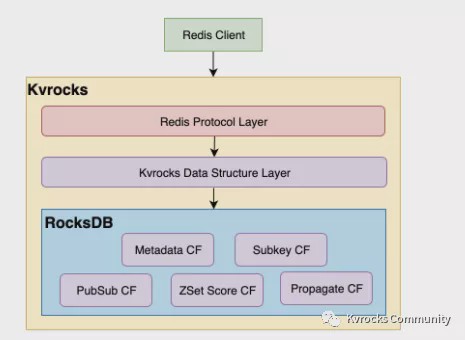 Redis Client
Kvrocks
Redis Protocol Layer
Kvrocks Data Structure Layer
RocksDB
Metadata CF
Subkey CF
PubSub CF
ZSet Score CF
Propagate CF
Kvrocks Community